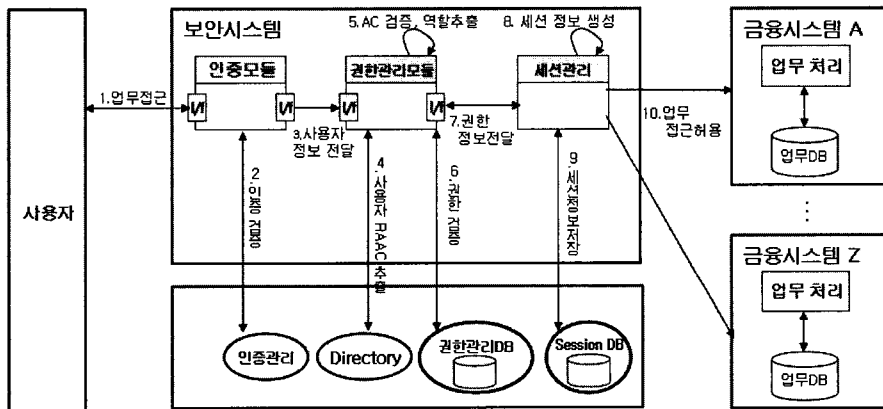 보안시스템
5. AC 검증, 역할추출
8. 세션 정보 생성
금융시스템 A
인증모듈
권한관리모듈
세션관리
업무 처리
1.업무접근
I/f
I/f
I/f
I/f
3.사용자
정보 전달
7.권한
정보전달
10.업무
접근허용
업무DB
2.인증 검증
4.사용자 RAAC 추출
6.권한 검증
9.세션정보저장
사용자
금융시스템 Z
업무 처리
인증관리
Directory
권한관리DB
Session DB
업무DB